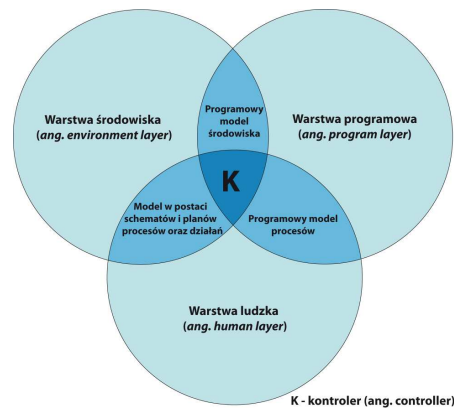 Programowy
model
środowiska
Warstwa środowiska
(ang. environment layer)
Warstwa programowa
(ang. program layer)
K
Model w postaci
schematów i planów
procesów oraz działań
Programowy model
procesów
Warstwa ludzka
(ang. human layer)
K - kontroler (ang. controller)